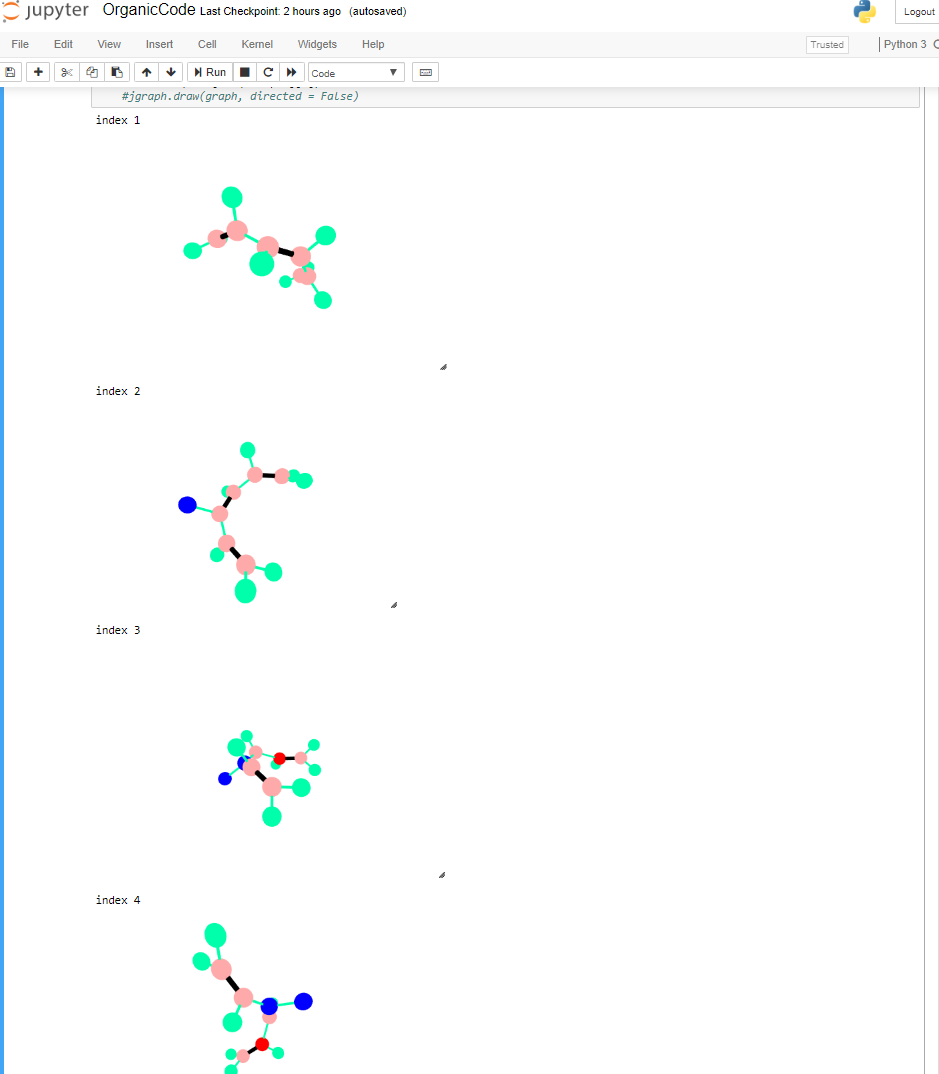 jupyter OrganicCode Last Checkpoint: 2 hours ago (autosaved)
Logout
File Edit View Insert Cell Kernel Widgets Help
Trusted Python 3
Run Code
#jgraph.draw(graph, directed = False)
index 1
index 2
index 3
index 4